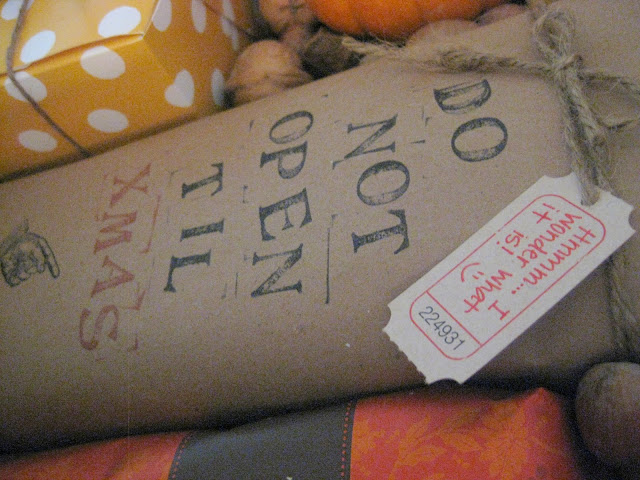 DO
NOT
OPEN
TIL
XMAS
Hmmm... I
wonder what
it is!
224931